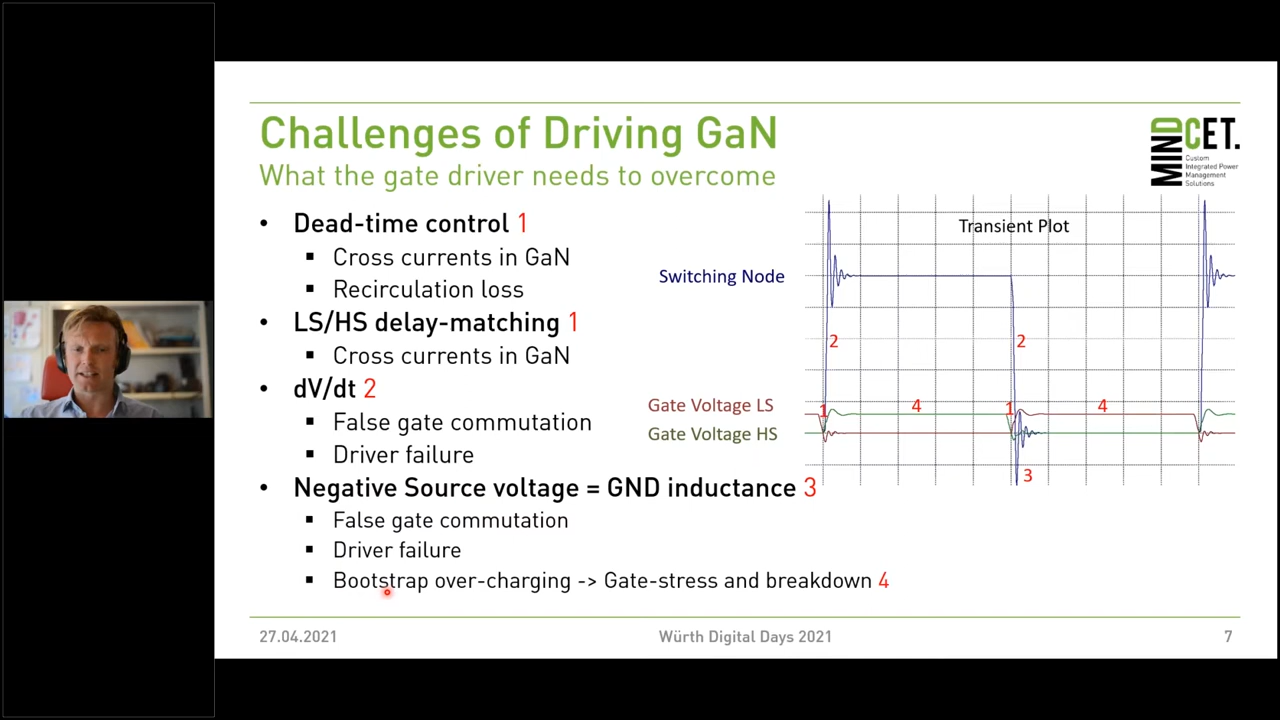 Challenges of Driving GaN
What the gate driver needs to overcome
MINDCET.
Custom
Integrated Power
Management
Solutions
• Dead-time control 1
▪ Cross currents in GaN
▪ Recirculation loss
• LS/HS delay-matching 1
▪ Cross currents in GaN
• dV/dt 2
▪ False gate commutation
▪ Driver failure
• Negative Source voltage = GND inductance 3
▪ False gate commutation
▪ Driver failure
▪ Bootstrap over-charging -> Gate-stress and breakdown 4
Transient Plot
Switching Node
2
2
Gate Voltage LS
1
4
1
4
Gate Voltage HS
3
27.04.2021
Würth Digital Days 2021
7